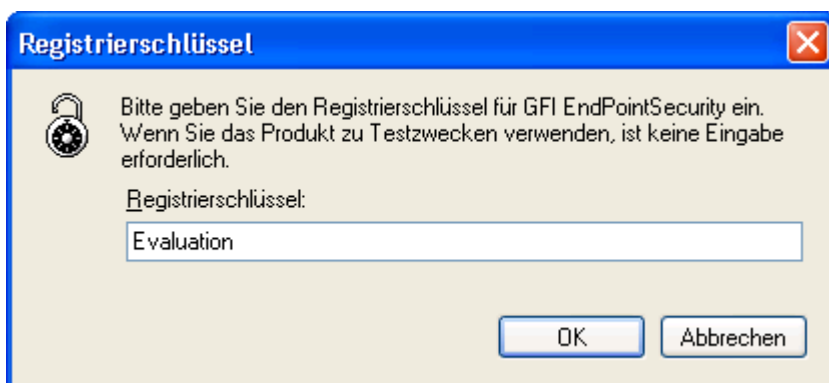 Registrierschlüssel
Bitte geben Sie den Registrierschlüssel für GFI EndPointSecurity ein.
Wenn Sie das Produkt zu Testzwecken verwenden, ist keine Eingabe
erforderlich.
Registrierschlüssel:
Evaluation
OK
Abbrechen